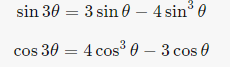 sin 3θ = 3 sin θ − 4 sin³ θ
cos 3θ = 4 cos³ θ − 3 cos θ